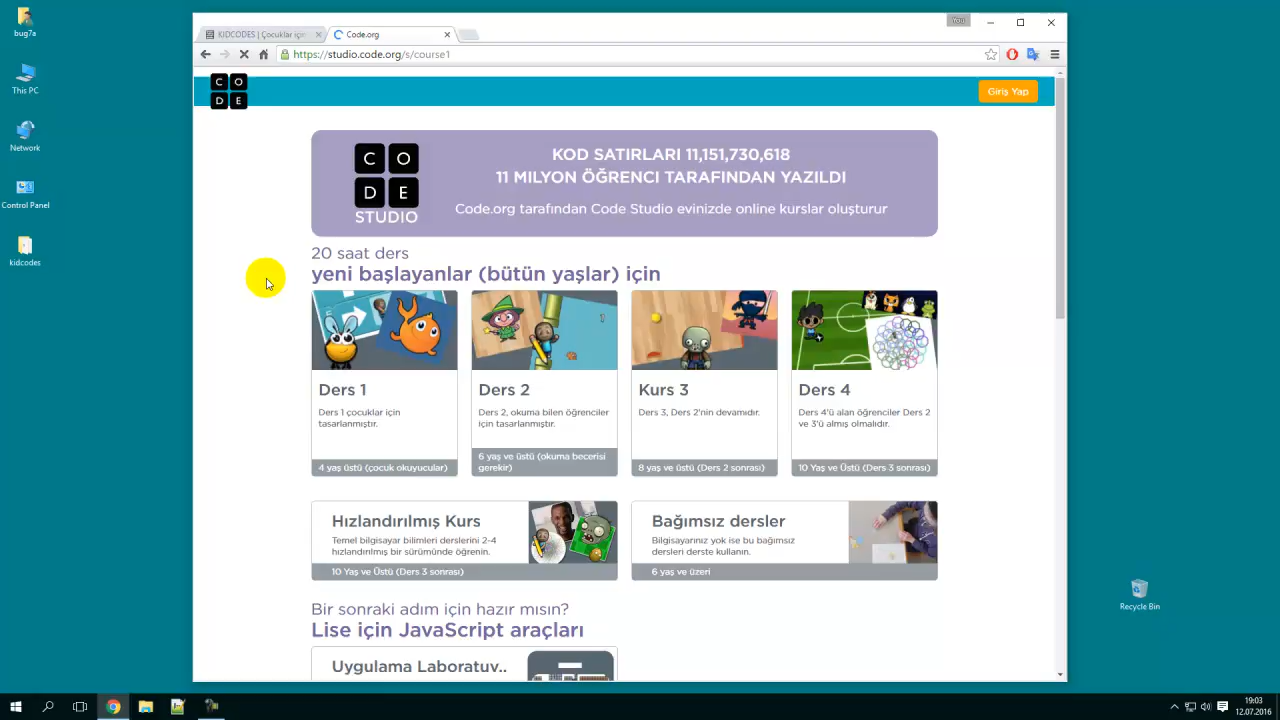 bug7a
This PC
Network
Control Panel
kidcodes
Recycle Bin
You
KIDCODES | Çocuklar için
Code.org
https://studio.code.org/s/course1
C O
D E
Giriş Yap
C O
D E
STUDIO
KOD SATIRLARI 11,151,730,618
11 MILYON ÖĞRENCI TARAFINDAN YAZILDI
Code.org tarafından Code Studio evinizde online kurslar oluşturur
20 saat ders
yeni başlayanlar (bütün yaşlar) için
Ders 1
Ders 1 çocuklar için
tasarlanmıştır.
4 yaş üstü (çocuk okuyucular)
Ders 2
Ders 2, okuma bilen öğrenciler
için tasarlanmıştır.
6 yaş ve üstü (okuma becerisi
gerekir)
Kurs 3
Ders 3, Ders 2'nin devamıdır.
8 yaş ve üstü (Ders 2 sonrası)
Ders 4
Ders 4'ü alan öğrenciler Ders 2
ve 3'ü almış olmalıdır.
10 Yaş ve Üstü (Ders 3 sonrası)
Hızlandırılmış Kurs
Temel bilgisayar bilimleri derslerini 2-4
hızlandırılmış bir sürümünde öğrenin.
10 Yaş ve Üstü (Ders 3 sonrası)
Bağımsız dersler
Bilgisayarınız yok ise bu bağımsız
dersleri derste kullanın.
6 yaş ve üzeri
Bir sonraki adım için hazır mısın?
Lise için JavaScript araçları
Uygulama Laboratuv..
19:03
12.07.2016